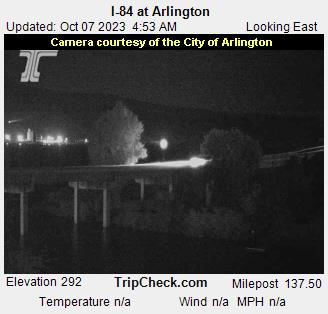 I-84 at Arlington
Updated: Oct 07 2023 4:53 AM Looking East
Camera courtesy of the City of Arlington
Elevation 292 TripCheck.com Milepost 137.50
Temperature n/a Wind n/a MPH n/a